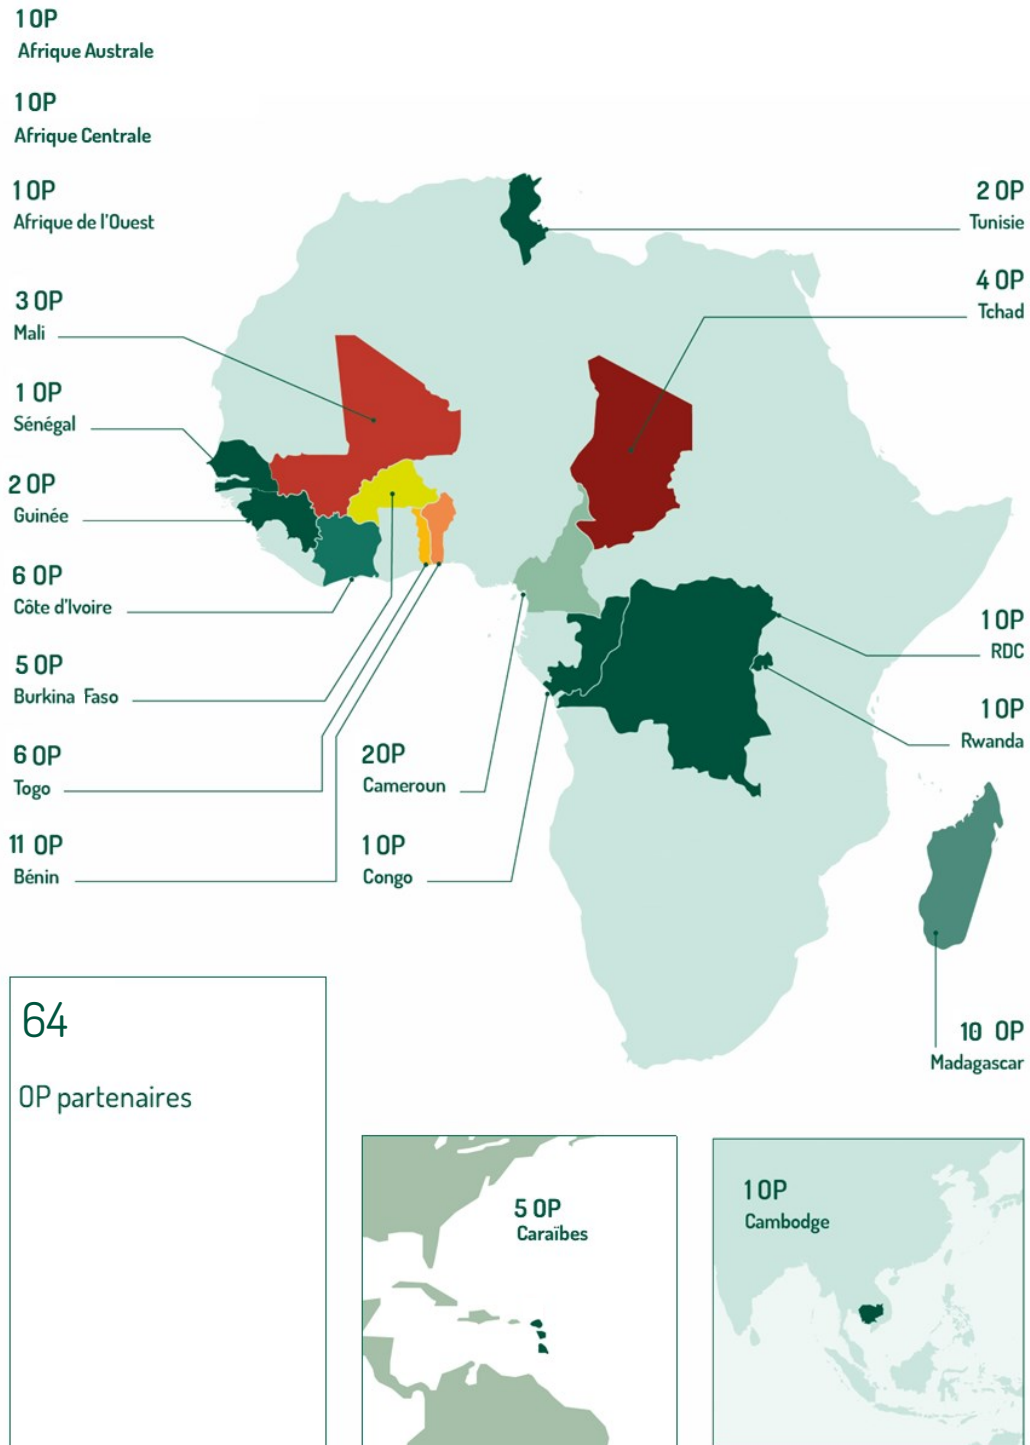 1 OP
Afrique Australe
1 OP
Afrique Centrale
1 OP
Afrique de l'Ouest
3 OP
Mali
1 OP
Sénégal
2 OP
Guinée
6 OP
Côte d'Ivoire
5 OP
Burkina Faso
6 OP
Togo
11 OP
Bénin
2 OP
Cameroun
1 OP
Congo
2 OP
Tunisie
4 OP
Tchad
1 OP
RDC
1 OP
Rwanda
10 OP
Madagascar
64
OP partenaires
5 OP
Caraïbes
1 OP
Cambodge